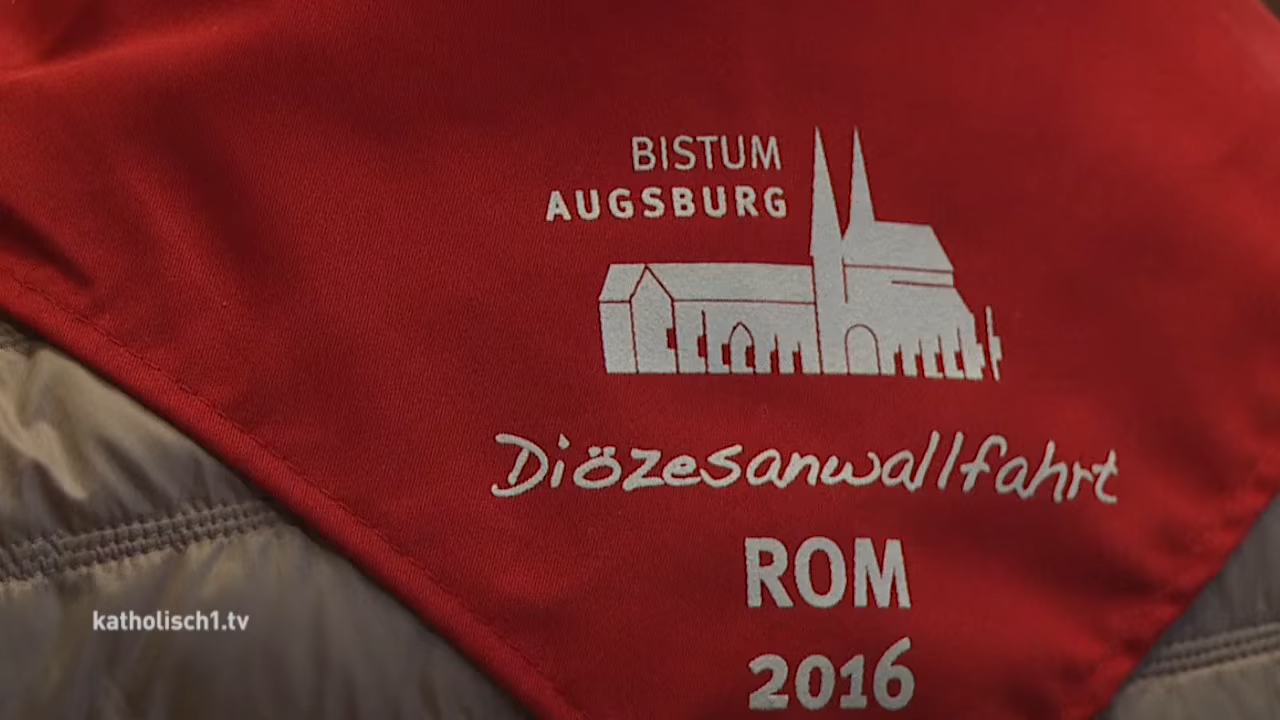 BISTUM
AUGSBURG
Diözesanwallfahrt
ROM
2016
katholisch1.tv